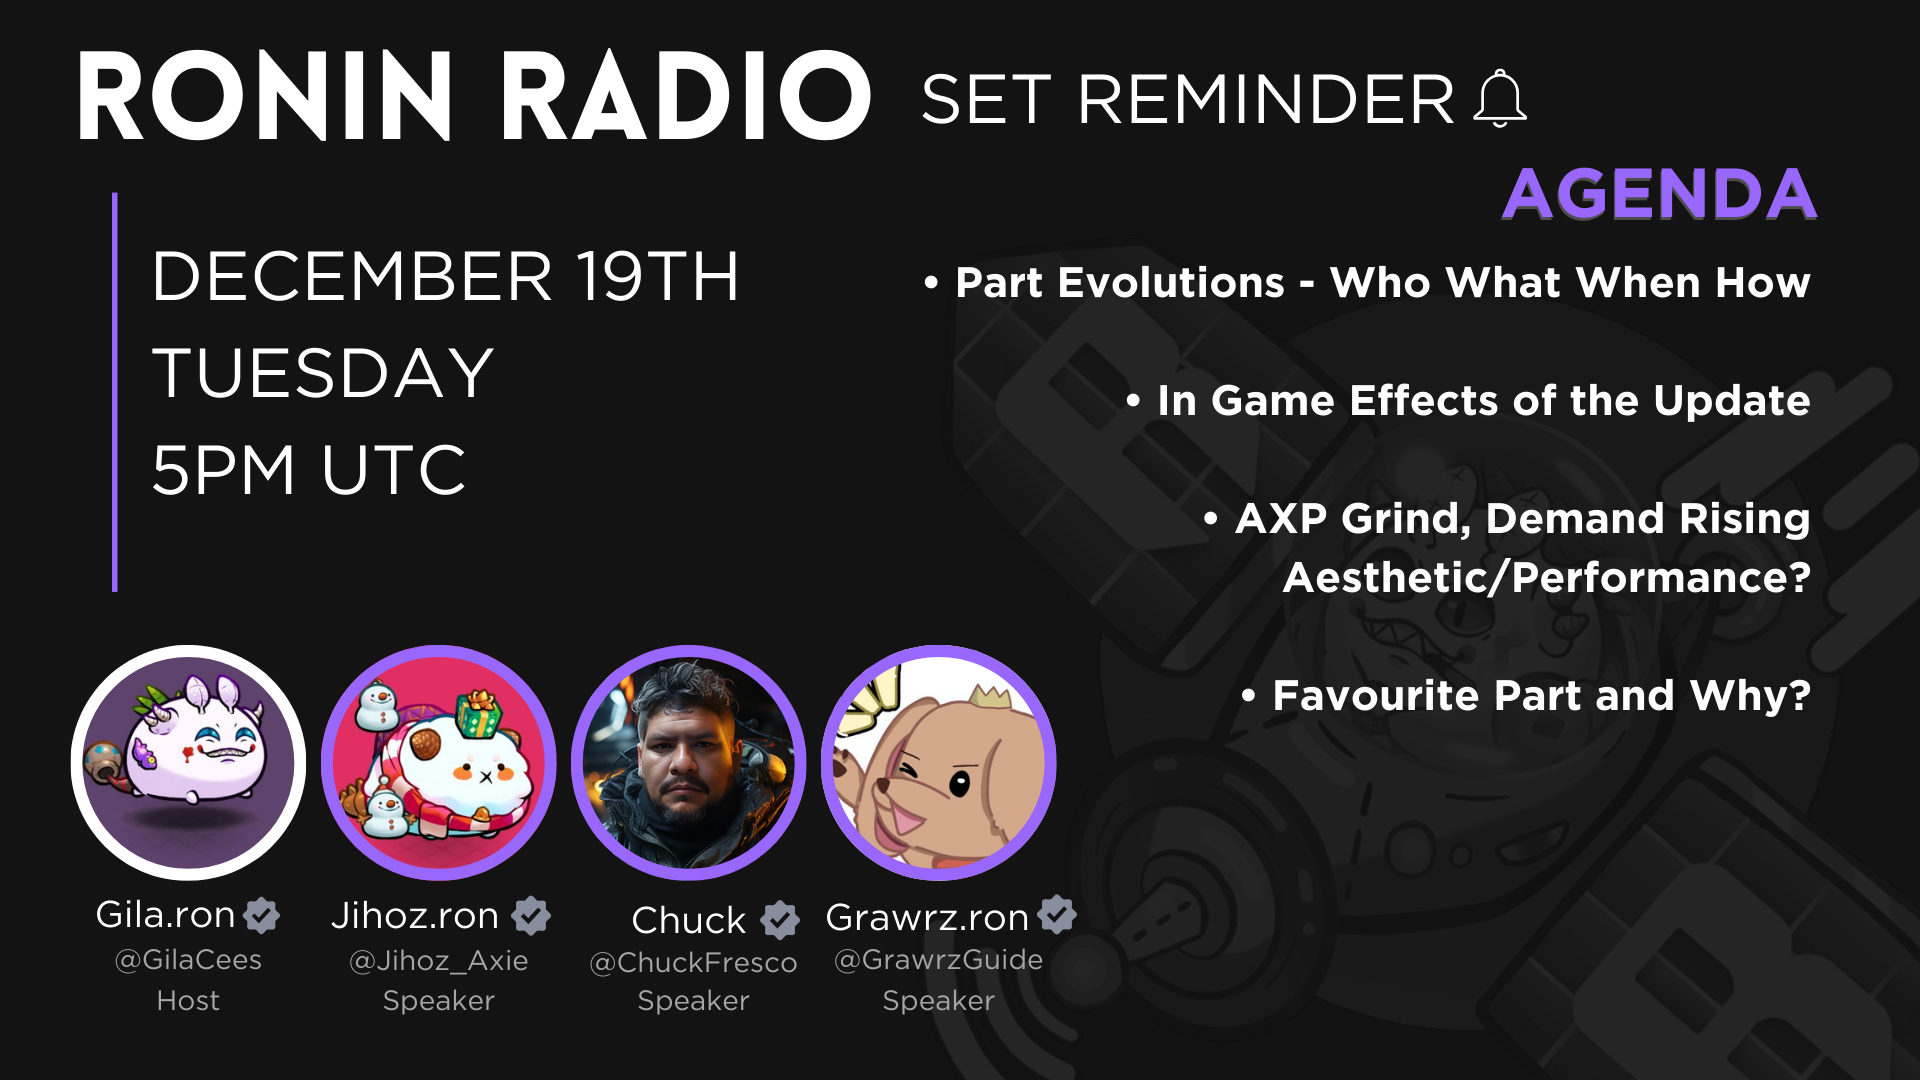 RONIN RADIO
SET REMINDER
DECEMBER 19TH
TUESDAY
5PM UTC
AGENDA
• Part Evolutions - Who What When How
• In Game Effects of the Update
• AXP Grind, Demand Rising
Aesthetic/Performance?
• Favourite Part and Why?
Gila.ron
@GilaCees
Host
Jihoz.ron
@Jihoz_Axie
Speaker
Chuck
@ChuckFresco
Speaker
Grawrz.ron
@GrawrzGuide
Speaker